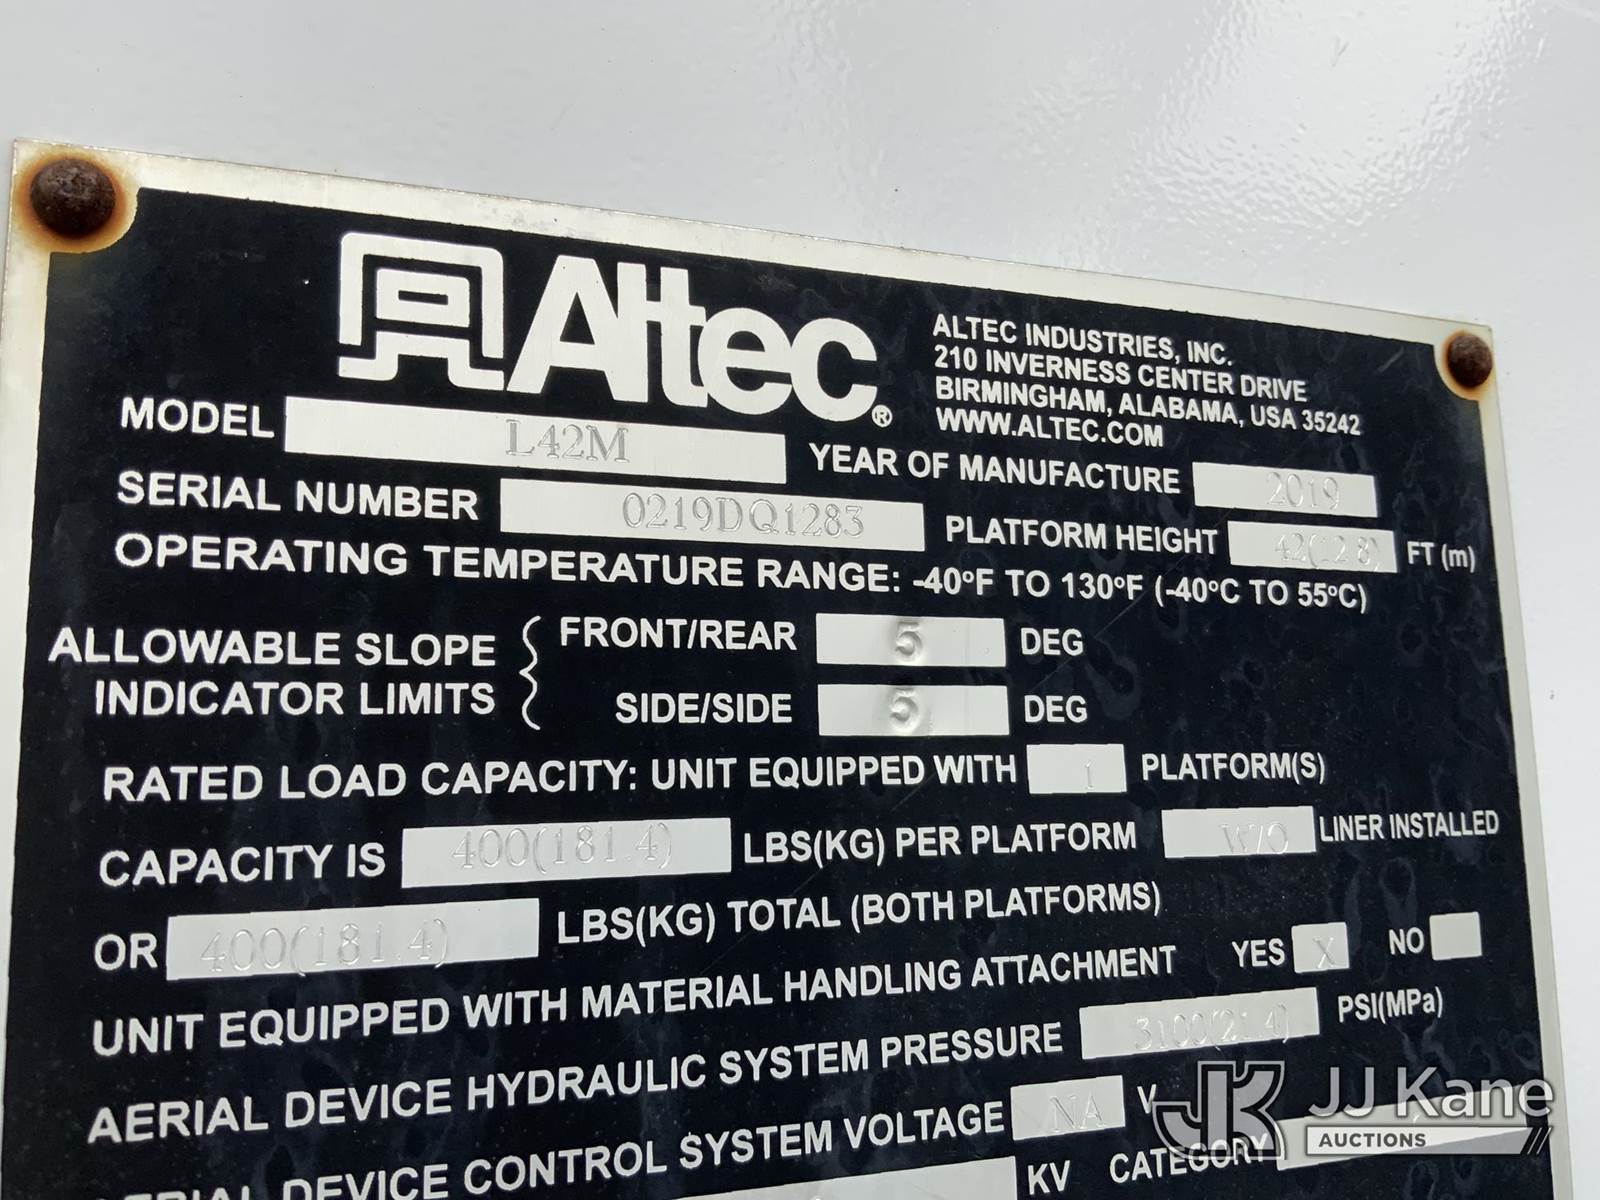 Altec®
ALTEC INDUSTRIES, INC.
210 INVERNESS CENTER DRIVE
BIRMINGHAM, ALABAMA, USA 35242
WWW.ALTEC.COM
MODEL L42M YEAR OF MANUFACTURE 2019
SERIAL NUMBER 0219DQ1283 PLATFORM HEIGHT 42(12.8) FT (m)
OPERATING TEMPERATURE RANGE: -40°F TO 130°F (-40°C TO 55°C)
ALLOWABLE SLOPE INDICATOR LIMITS { FRONT/REAR 5 DEG
SIDE/SIDE 5 DEG
RATED LOAD CAPACITY: UNIT EQUIPPED WITH 1 PLATFORM(S)
CAPACITY IS 400(181.4) LBS(KG) PER PLATFORM W/O LINER INSTALLED
OR 400(181.4) LBS(KG) TOTAL (BOTH PLATFORMS)
UNIT EQUIPPED WITH MATERIAL HANDLING ATTACHMENT YES X NO
AERIAL DEVICE HYDRAULIC SYSTEM PRESSURE 3100(21.4) PSI(MPa)
AERIAL DEVICE CONTROL SYSTEM VOLTAGE NA V
KV CATEGORY
JK JJ Kane
AUCTIONS